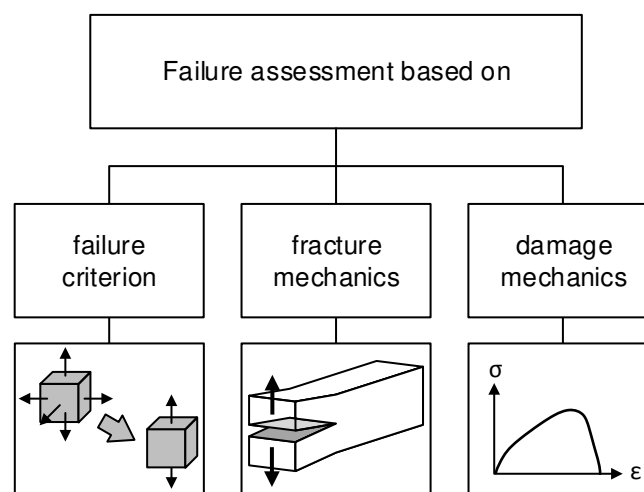 Failure assessment based on
failure
criterion
fracture
mechanics
damage
mechanics
σ
ε